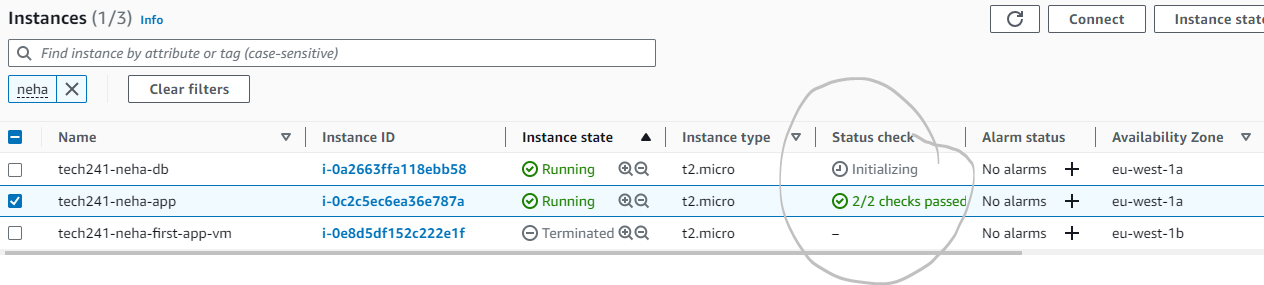 Instances (1/3) Info Connect Instance state
Find instance by attribute or tag (case-sensitive)
neha Clear filters
Name Instance ID Instance state Instance type Status check Alarm status Availability Zone
tech241-neha-db i-0a2663ffa118ebb58 Running t2.micro Initializing No alarms eu-west-1a
tech241-neha-app i-0c2c5ec6ea36e787a Running t2.micro 2/2 checks passed No alarms eu-west-1a
tech241-neha-first-app-vm i-0e8d5df152c222e1f Terminated t2.micro – No alarms eu-west-1b